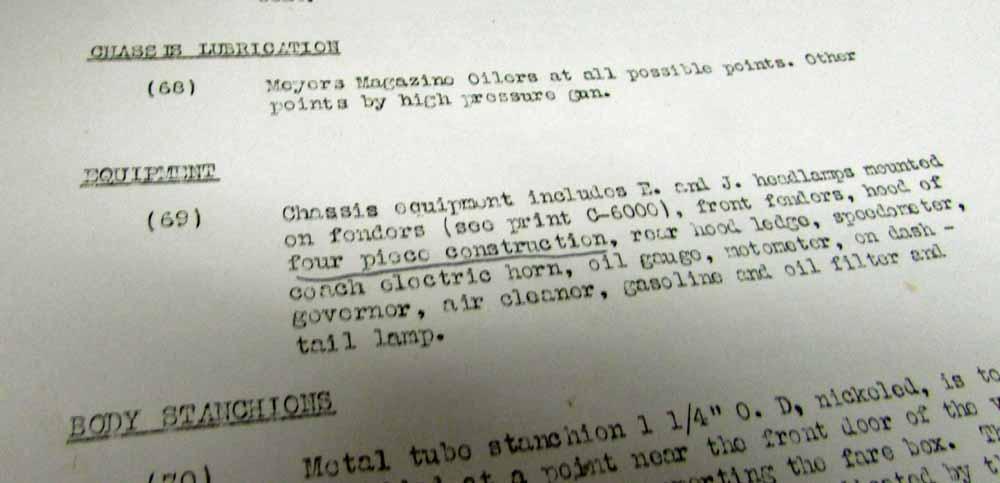 CHASSIS LUBRICATION
(68) Meyers Magazine Oilers at all possible points. Other
points by high pressure gun.
EQUIPMENT
(69) Chassis equipment includes E. and J. headlamps mounted
on fenders (see print C-6000), front fenders, hood of
four piece construction, rear hood ledge, speedometer,
coach electric horn, oil gauge, motometer, on dash -
governor, air cleaner, gasoline and oil filter and
tail lamp.
BODY STANCHIONS
(70) Metal tube stanchion 1 1/4" O. D, nickeled, is to
at a point near the front door of the
the fare box.
by